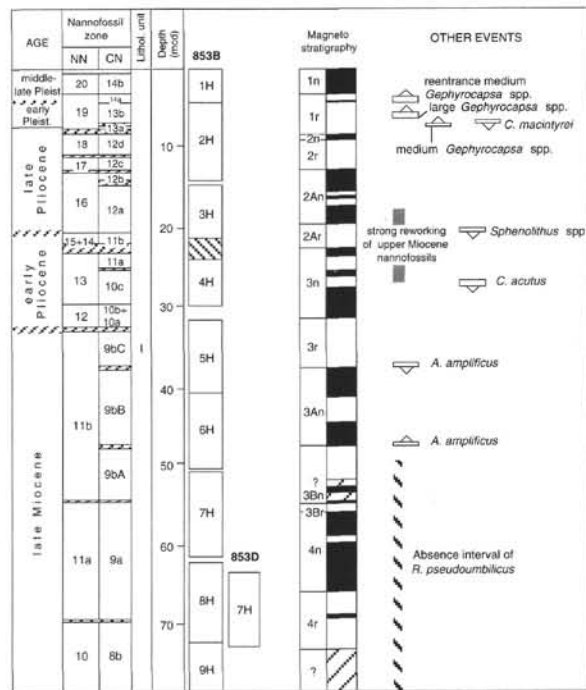 AGE
Nannofossil
zone
NN
CN
Lithol. unit
Depth
(mcd)
853B
Magneto
stratigraphy
OTHER EVENTS
middle-
late Pleist.
early
Pleist.
late
Pliocene
early
Pliocene
late Miocene
20
19
18
17
16
15+14
13
12
11b
11a
10
14b
14a
13b
13a
12d
12c
12b
12a
11b
11a
10c
10b+
10a
9bC
9bB
9bA
9a
8b
I
10
20
30
40
50
60
70
1H
2H
3H
4H
5H
6H
7H
8H
9H
853D
7H
1n
1r
2n
2r
2An
2Ar
3n
3r
3An
?
3Bn
3Br
4n
4r
?
reentrance medium
Gephyrocapsa spp.
large Gephyrocapsa spp.
C. macintyrei
medium Gephyrocapsa spp.
strong reworking
of upper Miocene
nannofossils
Sphenolithus spp
C. acutus
A. amplificus
A. amplificus
Absence interval of
R. pseudoumbilicus